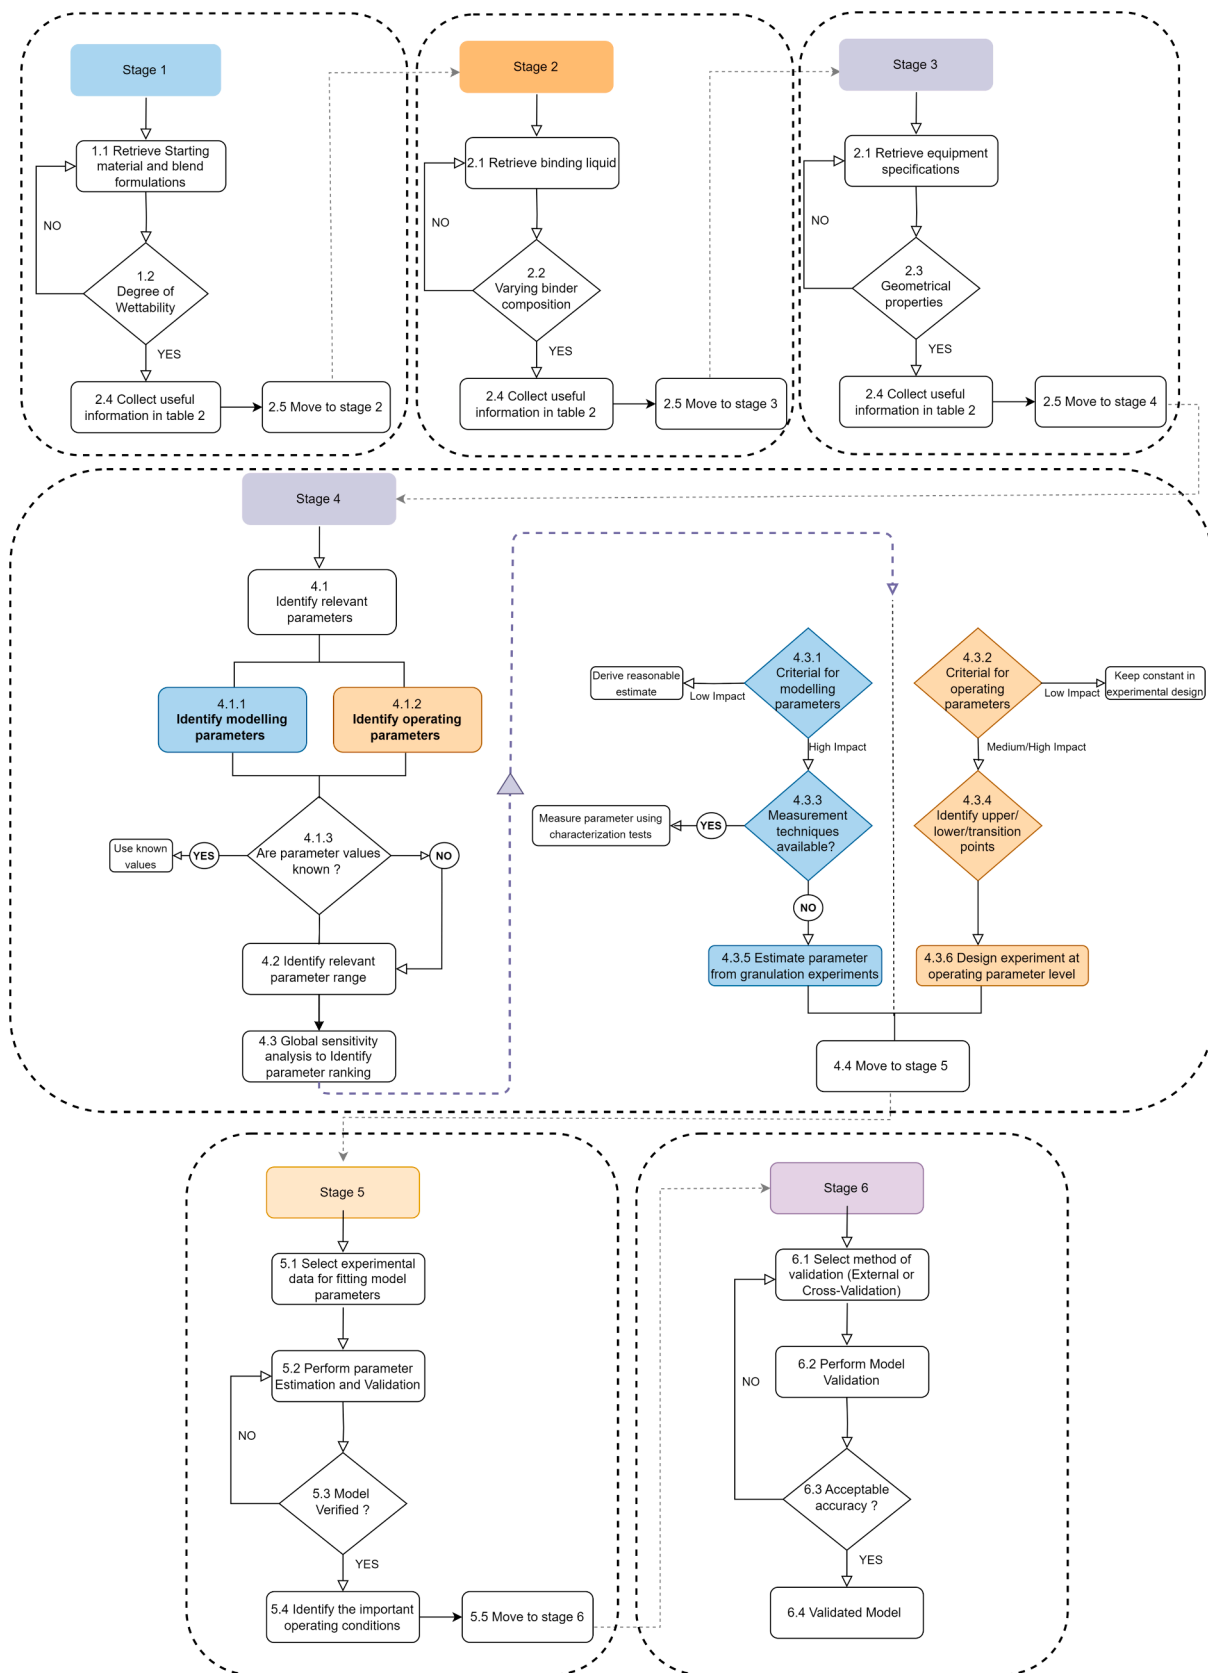 Stage 1
1.1 Retrieve Starting
material and blend
formulations
NO
1.2
Degree of
Wettability
YES
2.4 Collect useful
information in table 2
2.5 Move to stage 2
Stage 2
2.1 Retrieve binding liquid
NO
2.2
Varying binder
composition
YES
2.4 Collect useful
information in table 2
2.5 Move to stage 3
Stage 3
2.1 Retrieve equipment
specifications
NO
2.3
Geometrical
properties
YES
2.4 Collect useful
information in table 2
2.5 Move to stage 4
Stage 4
4.1
Identify relevant
parameters
4.1.1
Identify modelling
parameters
4.1.2
Identify operating
parameters
4.1.3
Are parameter values
known ?
YES
Use known
values
NO
4.2 Identify relevant
parameter range
4.3 Global sensitivity
analysis to Identify
parameter ranking
4.3.1
Criterial for
modelling
parameters
Low Impact
Derive reasonable
estimate
High Impact
4.3.3
Measurement
techniques
available?
YES
Measure parameter using
characterization tests
NO
4.3.5 Estimate parameter
from granulation experiments
4.3.2
Criterial for
operating
parameters
Low Impact
Keep constant in
experimental design
Medium/High Impact
4.3.4
Identify upper/
lower/transition
points
4.3.6 Design experiment at
operating parameter level
4.4 Move to stage 5
Stage 5
5.1 Select experimental
data for fitting model
parameters
5.2 Perform parameter
Estimation and Validation
NO
5.3 Model
Verified ?
YES
5.4 Identify the important
operating conditions
5.5 Move to stage 6
Stage 6
6.1 Select method of
validation (External or
Cross-Validation)
6.2 Perform Model
Validation
NO
6.3 Acceptable
accuracy ?
YES
6.4 Validated Model